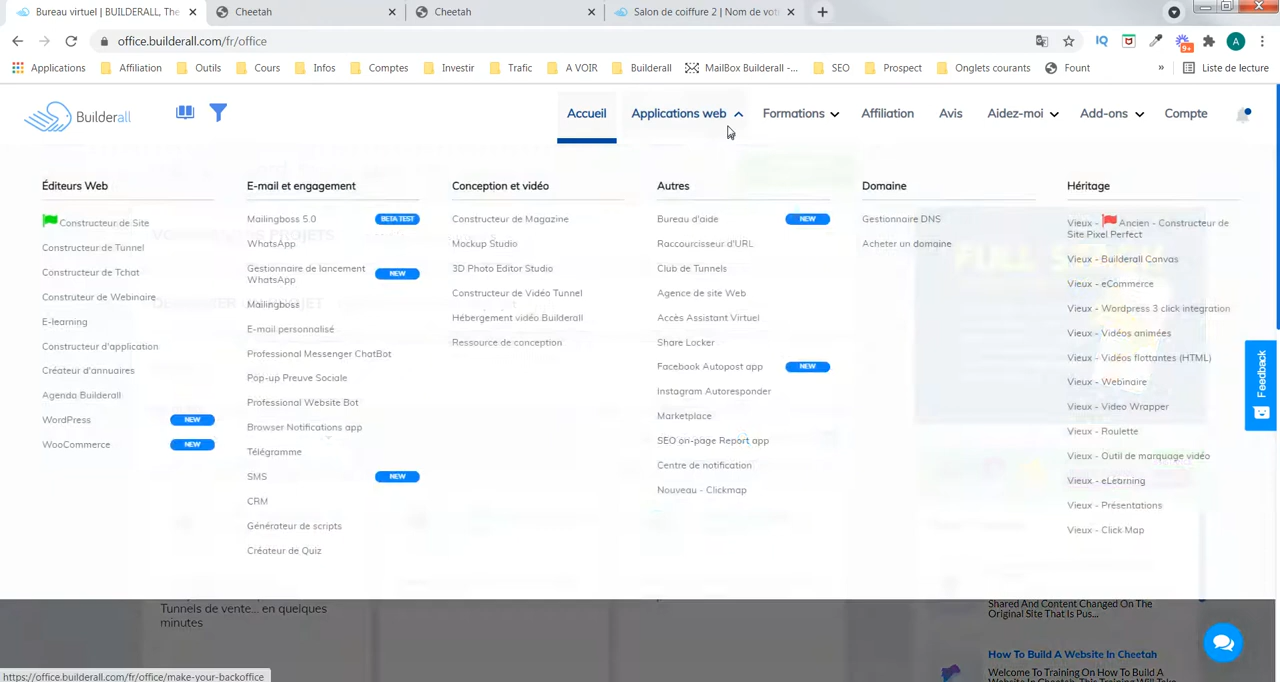 Bureau virtuel | BUILDERALL, The
Cheetah
Cheetah
Salon de coiffure 2 | Nom de vot
office.builderall.com/fr/office
Applications
Affiliation
Outils
Cours
Infos
Comptes
Investir
Trafic
A VOIR
Builderall
MailBox Builderall -...
SEO
Prospect
Onglets courants
Fount
»
Liste de lecture
Builderall
Accueil
Applications web
Formations
Affiliation
Avis
Aidez-moi
Add-ons
Compte
Éditeurs Web
Constructeur de Site
Constructeur de Tunnel
Constructeur de Tchat
Construteur de Webinaire
E-learning
Constructeur d'application
Créateur d'annuaires
Agenda Builderall
WordPress NEW
WooCommerce NEW
E-mail et engagement
Mailingboss 5.0 BETA TEST
WhatsApp
Gestionnaire de lancement
WhatsApp NEW
Mailingboss
E-mail personnalisé
Professional Messenger ChatBot
Pop-up Preuve Sociale
Professional Website Bot
Browser Notifications app
Télégramme
SMS NEW
CRM
Générateur de scripts
Créateur de Quiz
Conception et vidéo
Constructeur de Magazine
Mockup Studio
3D Photo Editor Studio
Constructeur de Vidéo Tunnel
Hébergement vidéo Builderall
Ressource de conception
Autres
Bureau d'aide NEW
Raccourcisseur d'URL
Club de Tunnels
Agence de site Web
Accès Assistant Virtuel
Share Locker
Facebook Autopost app NEW
Instagram Autoresponder
Marketplace
SEO on-page Report app
Centre de notification
Nouveau - Clickmap
Domaine
Gestionnaire DNS
Acheter un domaine
Héritage
Vieux - Ancien - Constructeur de
Site Pixel Perfect
Vieux - Builderall Canvas
Vieux - eCommerce
Vieux - Wordpress 3 click integration
Vieux - Vidéos animées
Vieux - Vidéos flottantes (HTML)
Vieux - Webinaire
Vieux - Video Wrapper
Vieux - Roulette
Vieux - Outil de marquage vidéo
Vieux - eLearning
Vieux - Présentations
Vieux - Click Map
Feedback
Tunnels de vente... en quelques
minutes
Shared And Content Changed On The
Original Site That Is Pus...
How To Build A Website In Cheetah
Welcome To Training On How To Build A
https://office.builderall.com/fr/office/make-your-backoffice